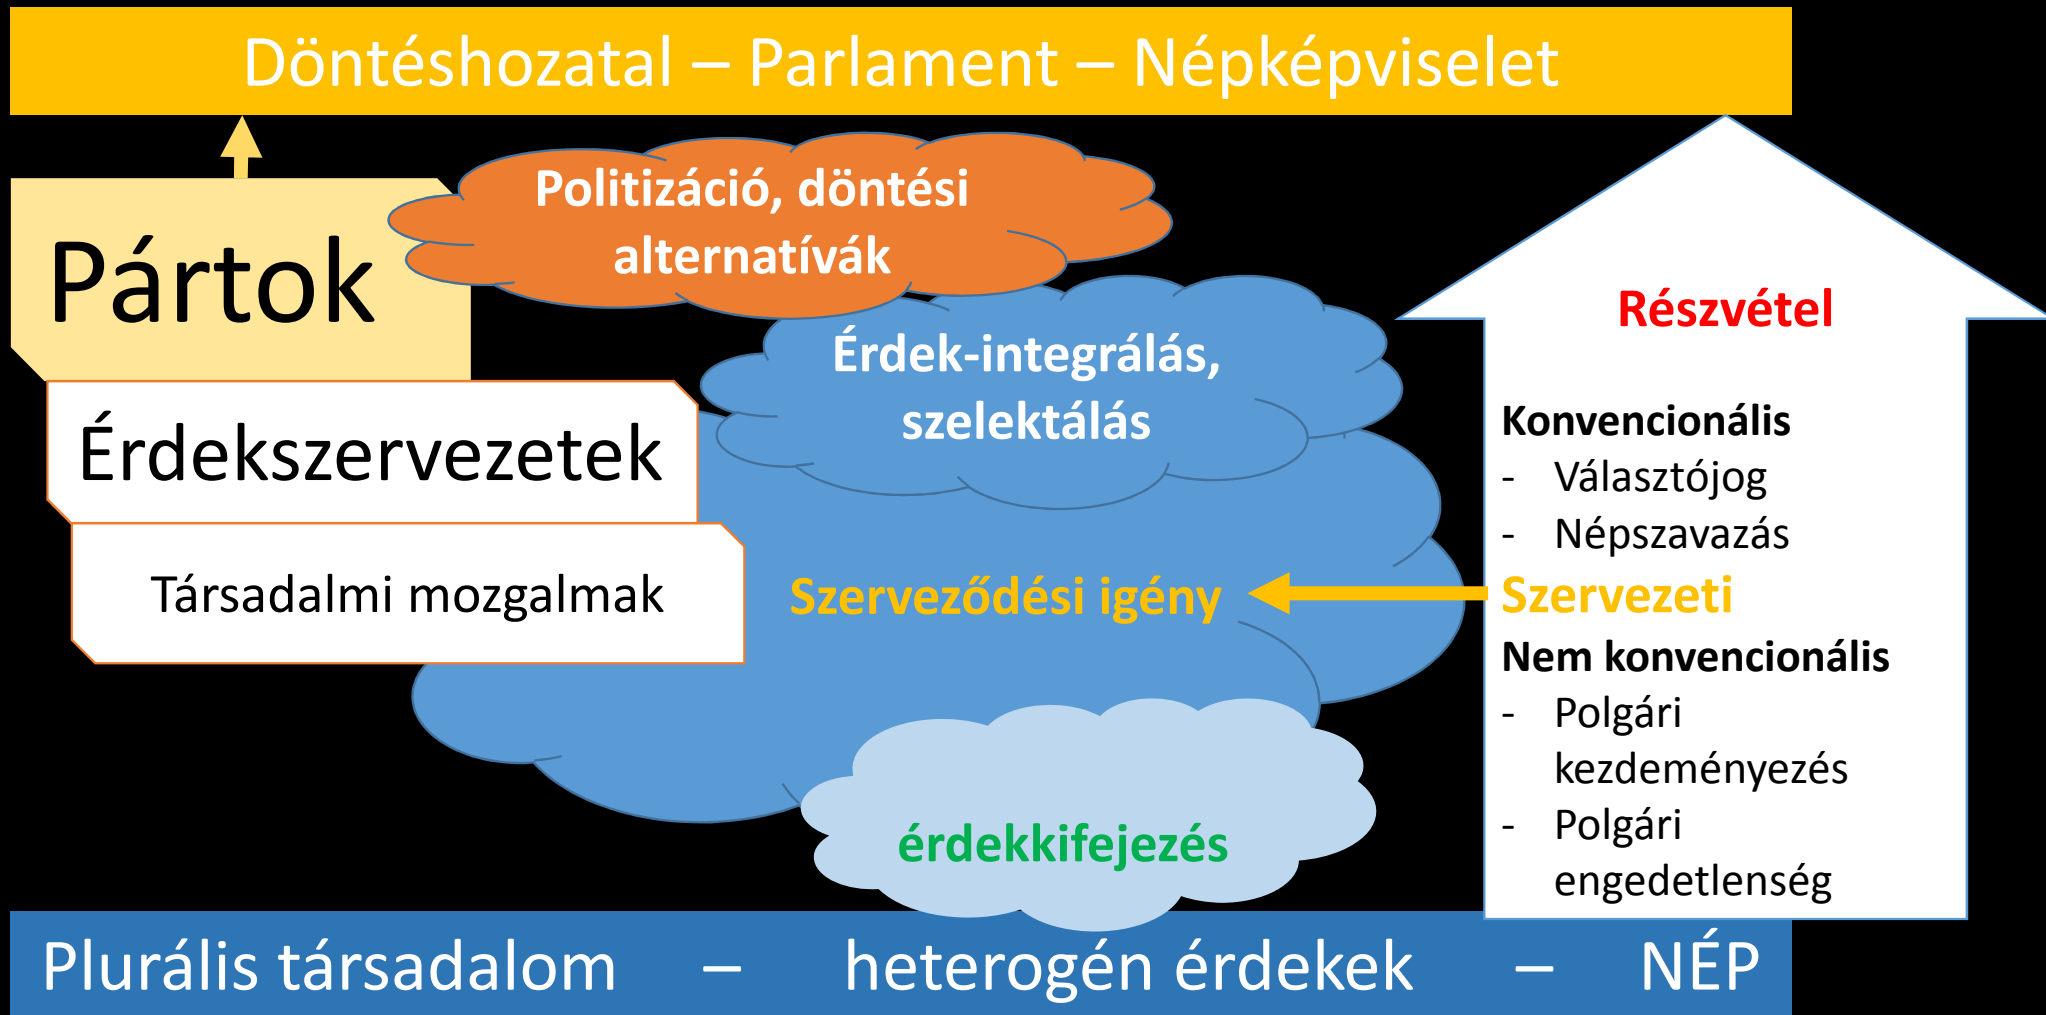 Döntéshozatal – Parlament – Népképviselet
Politizáció, döntési
alternatívák
Pártok
Érdek-integrálás,
szelektálás
Érdekszervezetek
Társadalmi mozgalmak
Szerveződési igény
érdekkifejezés
Részvétel
Konvencionális
- Választójog
- Népszavazás
Szervezeti
Nem konvencionális
- Polgári
kezdeményezés
- Polgári
engedetlenség
Plurális társadalom – heterogén érdekek – NÉP